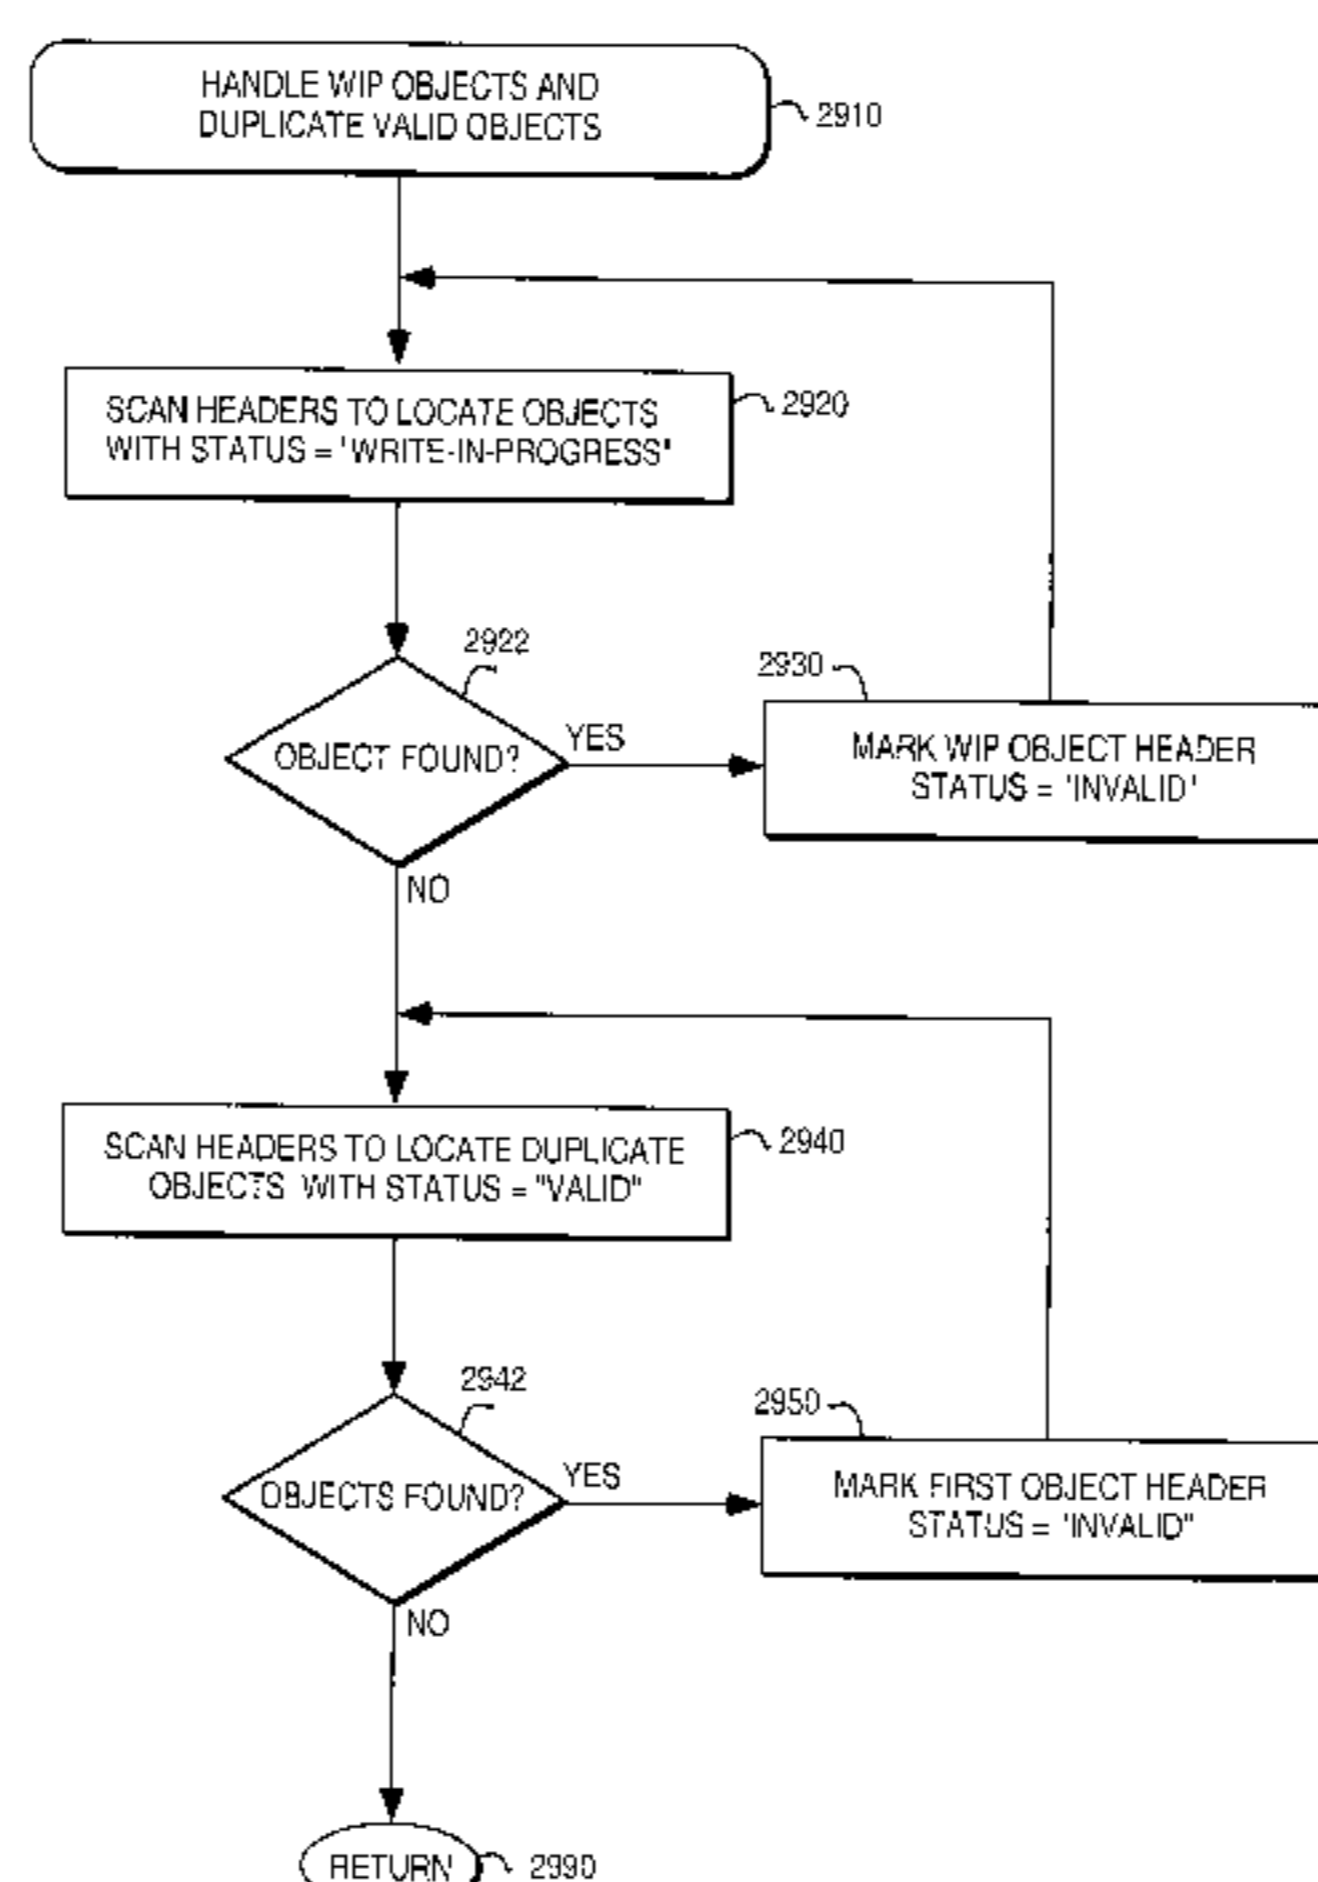 HANDLE WIP OBJECTS AND
DUPLICATE VALID OBJECTS
2910
SCAN HEADERS TO LOCATE OBJECTS
WITH STATUS = "WRITE-IN-PROGRESS"
2920
2922
OBJECT FOUND?
YES
NO
2930
MARK WIP OBJECT HEADER
STATUS = "INVALID"
SCAN HEADERS TO LOCATE DUPLICATE
OBJECTS WITH STATUS = "VALID"
2940
2942
OBJECTS FOUND?
YES
NO
2950
MARK FIRST OBJECT HEADER
STATUS = "INVALID"
RETURN
2990